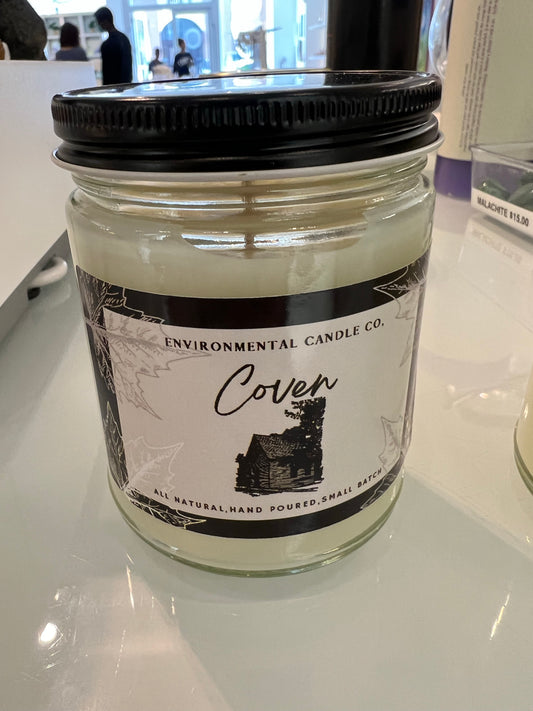 ENVIRONMENTAL CANDLE CO,
Coven
ALL NATURAL,HAND POURED,SMALL BATCH
MALACHITE $15.00